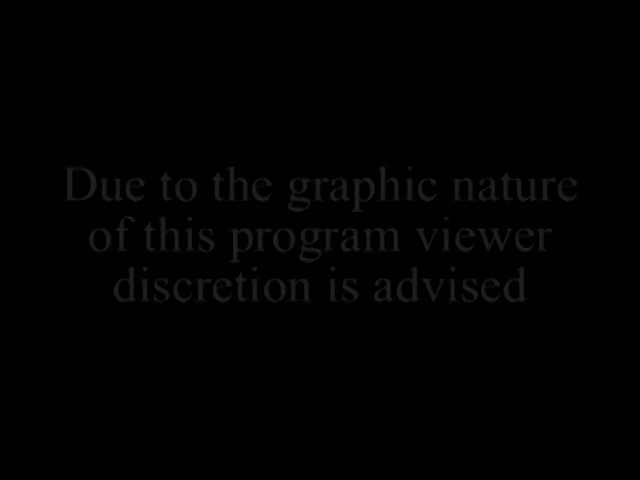 Due to the graphic nature
of this program viewer
discretion is advised